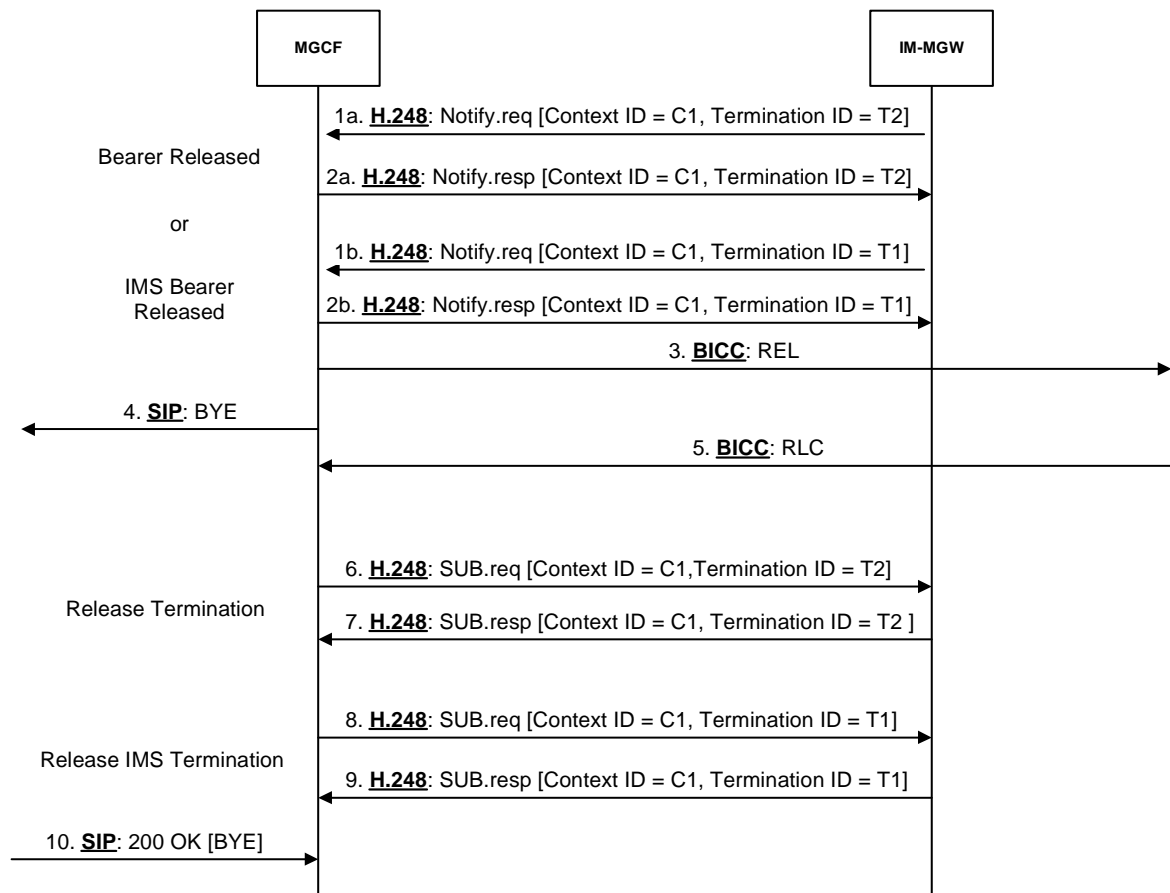 MGCF
IM-MGW
1a. H.248: Notify.req [Context ID = C1, Termination ID = T2]
Bearer Released
2a. H.248: Notify.resp [Context ID = C1, Termination ID = T2]
or
1b. H.248: Notify.req [Context ID = C1, Termination ID = T1]
IMS Bearer
Released
2b. H.248: Notify.resp [Context ID = C1, Termination ID = T1]
3. BICC: REL
4. SIP: BYE
5. BICC: RLC
6. H.248: SUB.req [Context ID = C1,Termination ID = T2]
Release Termination
7. H.248: SUB.resp [Context ID = C1, Termination ID = T2 ]
8. H.248: SUB.req [Context ID = C1, Termination ID = T1]
Release IMS Termination
9. H.248: SUB.resp [Context ID = C1, Termination ID = T1]
10. SIP: 200 OK [BYE]